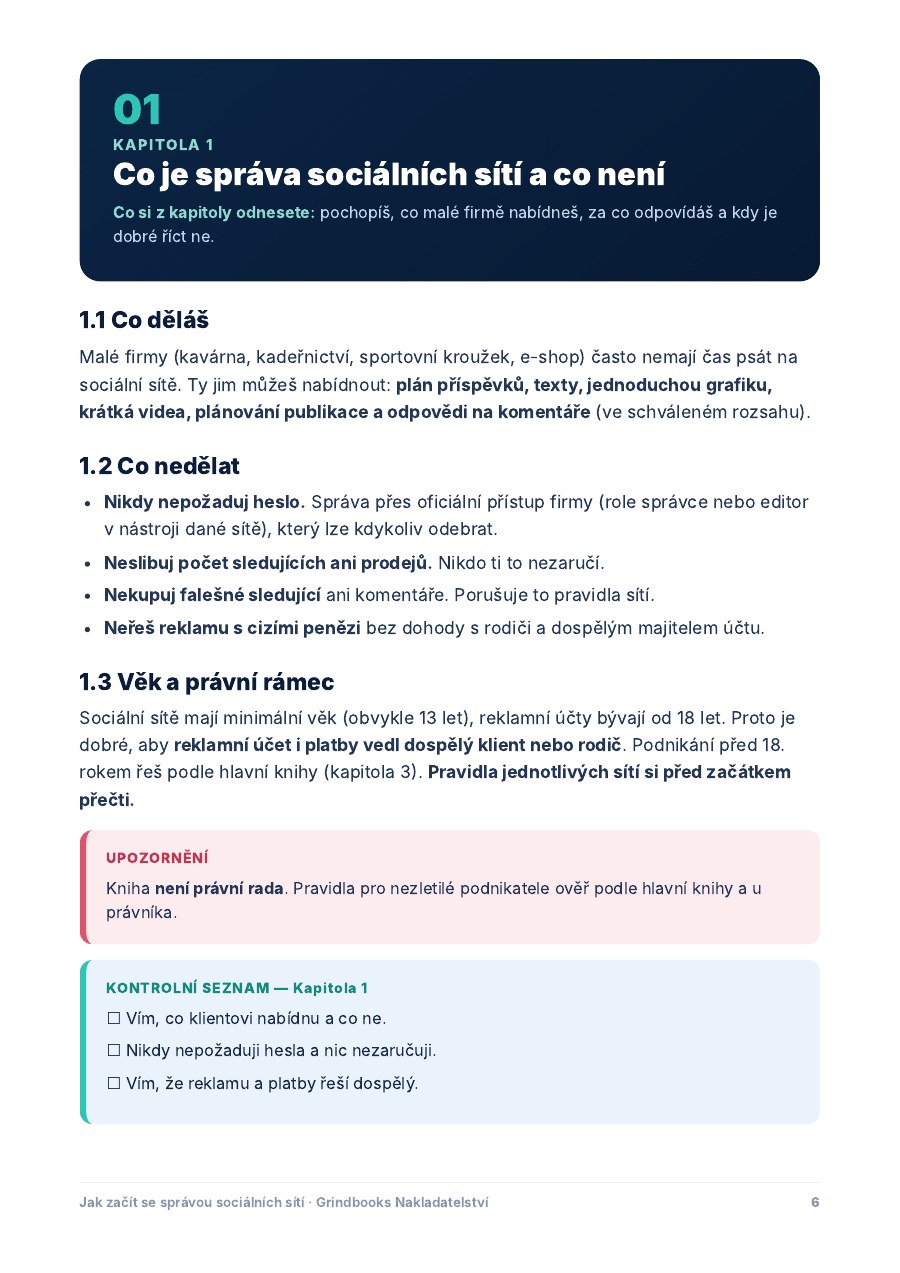 01
KAPITOLA 1
Co je správa sociálních sítí a co není
Co si z kapitoly odnesete: pochopíš, co malé firmě nabídneš, za co odpovídáš a kdy je
dobré říct ne.
1.1 Co děláš
Malé firmy (kavárna, kadeřnictví, sportovní kroužek, e-shop) často nemají čas psát na
sociální sítě. Ty jim můžeš nabídnout: plán příspěvků, texty, jednoduchou grafiku,
krátká videa, plánování publikace a odpovědi na komentáře (ve schváleném rozsahu).
1.2 Co nedělat
• Nikdy nepožaduj heslo. Správa přes oficiální přístup firmy (role správce nebo editor
v nástroji dané sítě), který lze kdykoliv odebrat.
• Neslibuj počet sledujících ani prodejů. Nikdo ti to nezaručí.
• Nekupuj falešné sledující ani komentáře. Porušuje to pravidla sítí.
• Neřeš reklamu s cizími penězi bez dohody s rodiči a dospělým majitelem účtu.
1.3 Věk a právní rámec
Sociální sítě mají minimální věk (obvykle 13 let), reklamní účty bývají od 18 let. Proto je
dobré, aby reklamní účet i platby vedl dospělý klient nebo rodič. Podnikání před 18.
rokem řeš podle hlavní knihy (kapitola 3). Pravidla jednotlivých sítí si před začátkem
přečti.
UPOZORNĚNÍ
Kniha není právní rada. Pravidla pro nezletilé podnikatele ověř podle hlavní knihy a u
právníka.
KONTROLNÍ SEZNAM — Kapitola 1
☐ Vím, co klientovi nabídnu a co ne.
☐ Nikdy nepožaduji hesla a nic nezaručuji.
☐ Vím, že reklamu a platby řeší dospělý.
Jak začít se správou sociálních sítí · Grindbooks Nakladatelství 6